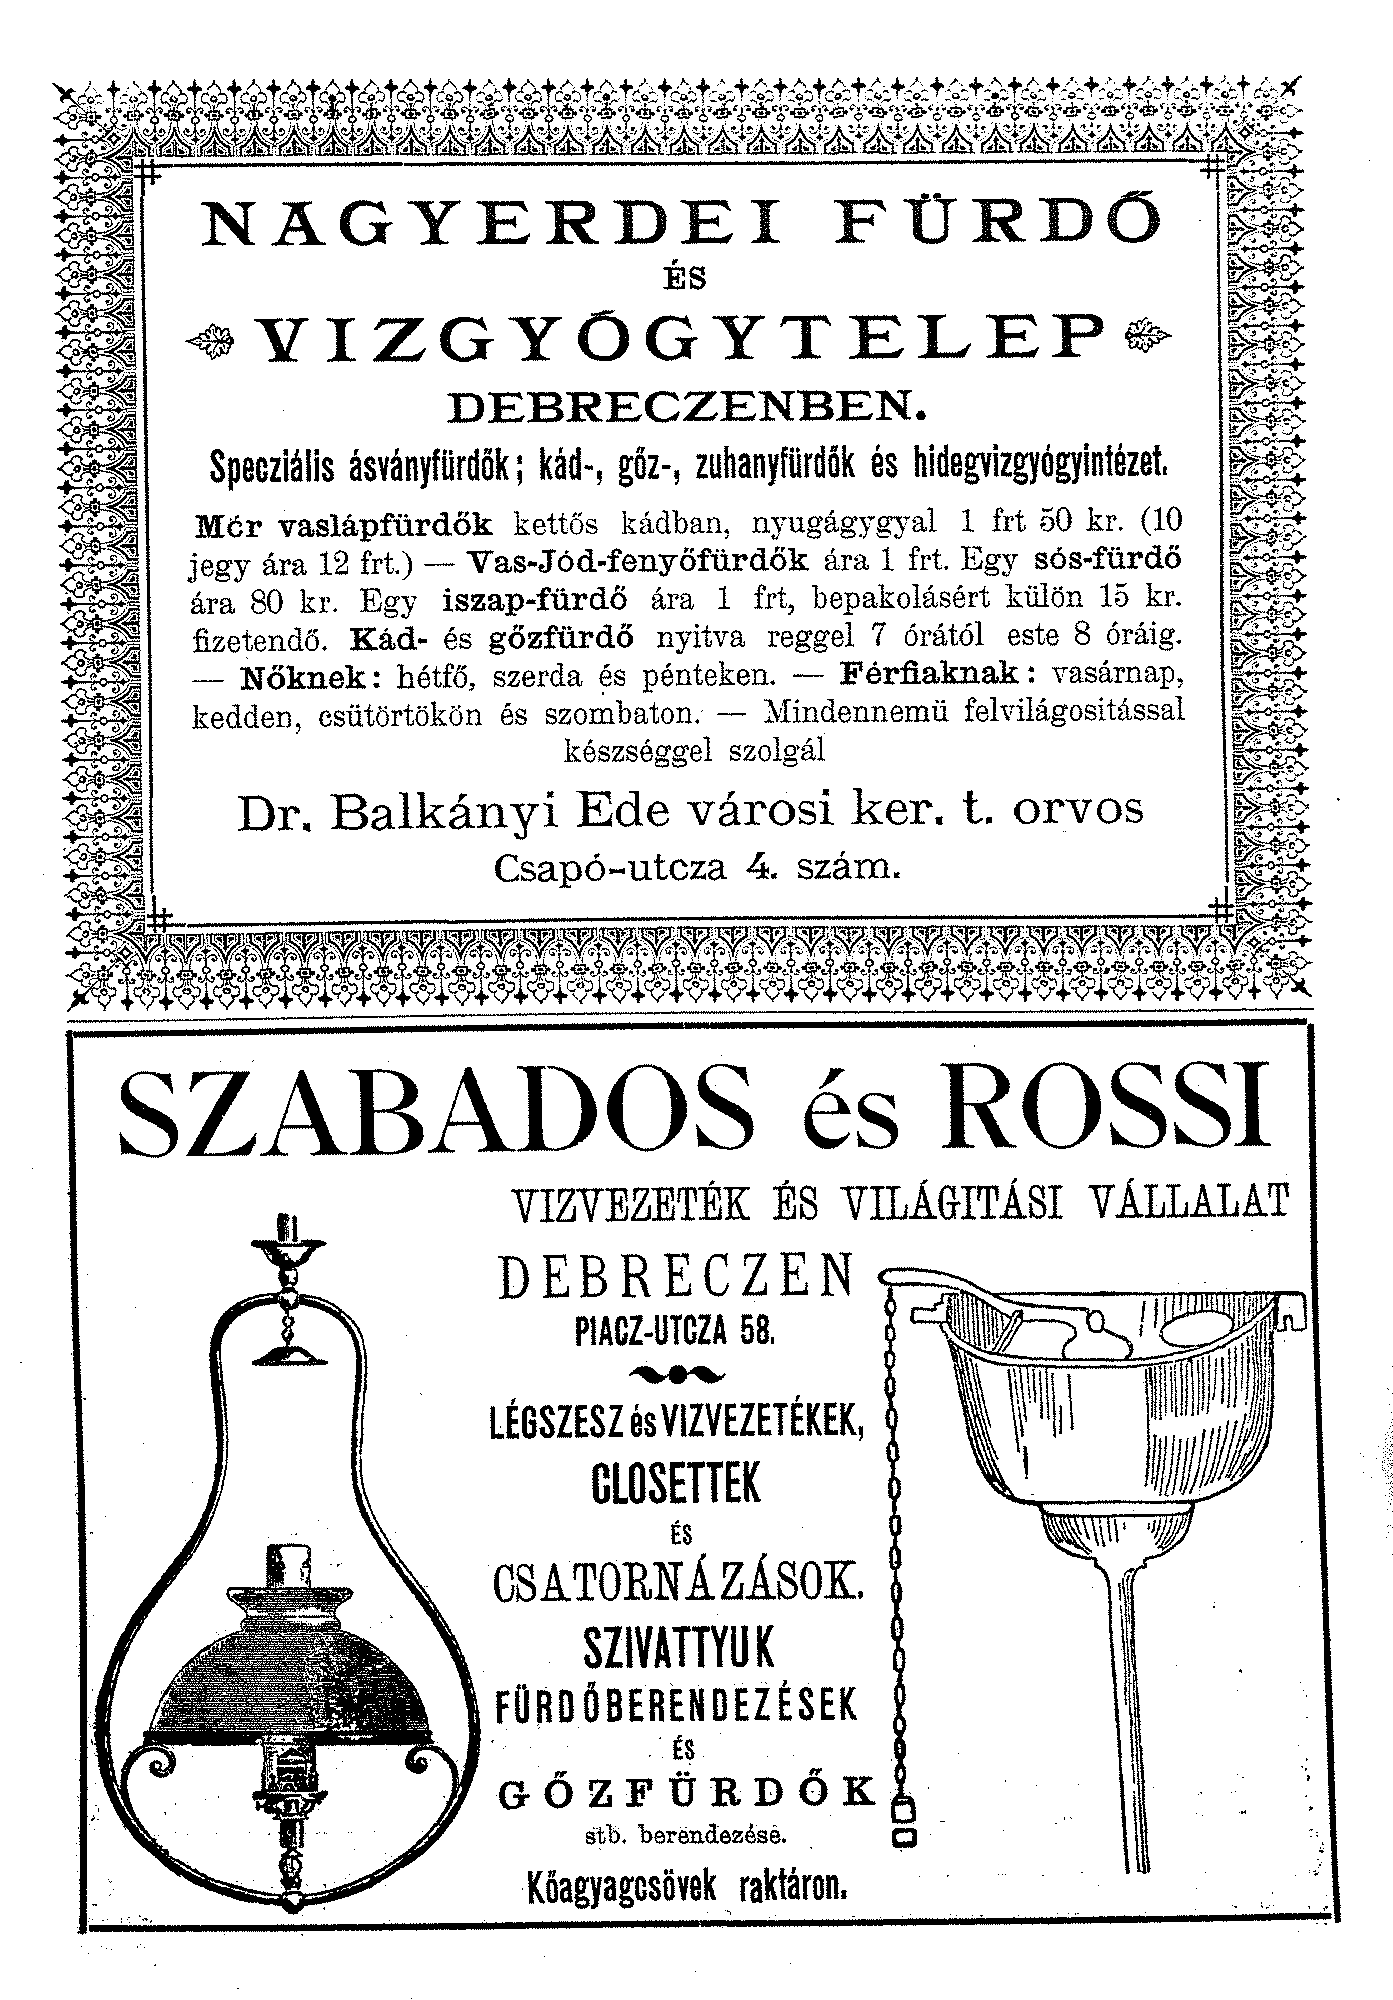 NAGYERDEI FÜRDŐ
ÉS
VIZGYÓGYTELEP
DEBRECZENBEN.
Specziális ásványfürdők; kád-, gőz-, zuhanyfürdők és hidegvizgyógyintézet.
Mér vaslápfürdők kettős kádban, nyugágygyal 1 frt 50 kr. (10
jegy ára 12 frt.) — Vas-Jód-fenyőfürdők ára 1 frt. Egy sós-fürdő
ára 80 kr. Egy iszap-fürdő ára 1 frt, bepakolásért külön 15 kr.
fizetendő. Kád- és gőzfürdő nyitva reggel 7 órától este 8 óráig.
— Nőknek: hétfő, szerda és pénteken. — Férfiaknak: vasárnap,
kedden, csütörtökön és szombaton. — Mindennemü felvilágositással
készséggel szolgál
Dr. Balkányi Ede városi ker. t. orvos
Csapó-utcza 4. szám.
SZABADOS és ROSSI
VIZVEZETÉK ÉS VILÁGITÁSI VÁLLALAT
DEBRECZEN
PIACZ-UTCZA 58.
LÉGSZESZ és VIZVEZETÉKEK,
CLOSETTEK
ÉS
CSATORNÁZÁSOK.
SZIVATTYUK
FÜRDŐBERENDEZÉSEK
ÉS
GŐZFÜRDŐK
stb. berendezése.
Kőagyagcsövek raktáron.